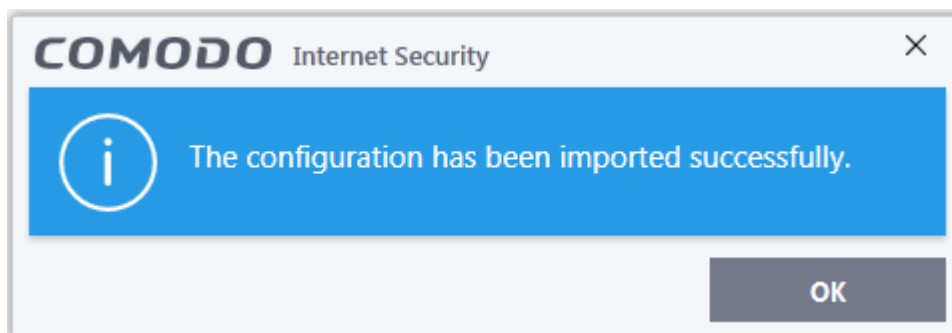 COMODO Internet Security
The configuration has been imported successfully.
OK